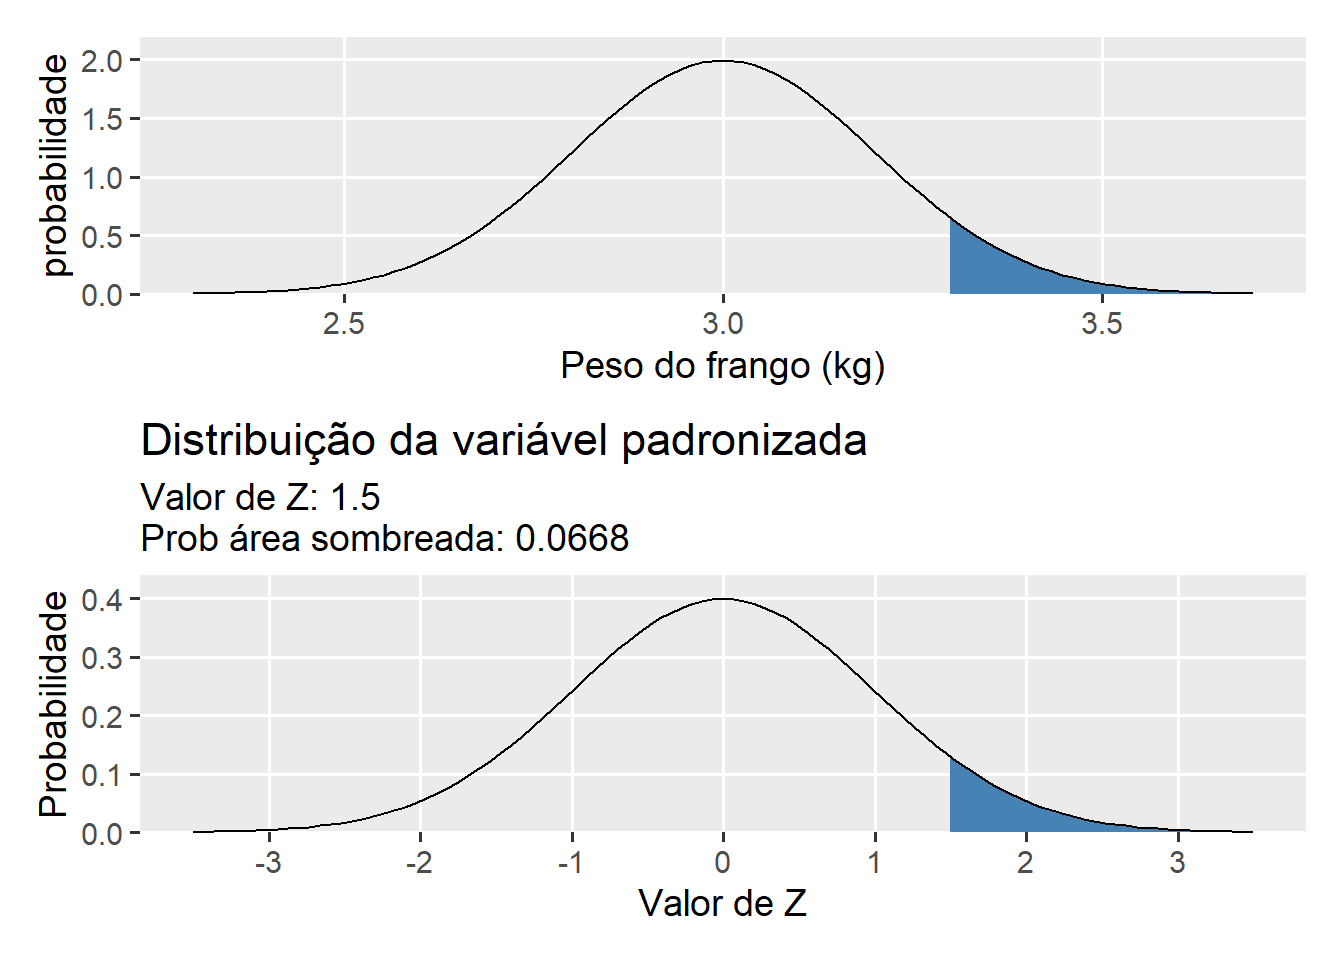 probabilidade
2.0
1.5
1.0
0.5
0.0
2.5 3.0 3.5
Peso do frango (kg)
Distribuição da variável padronizada
Valor de Z: 1.5
Prob área sombreada: 0.0668
Probabilidade
0.4
0.3
0.2
0.1
0.0
-3 -2 -1 0 1 2 3
Valor de Z